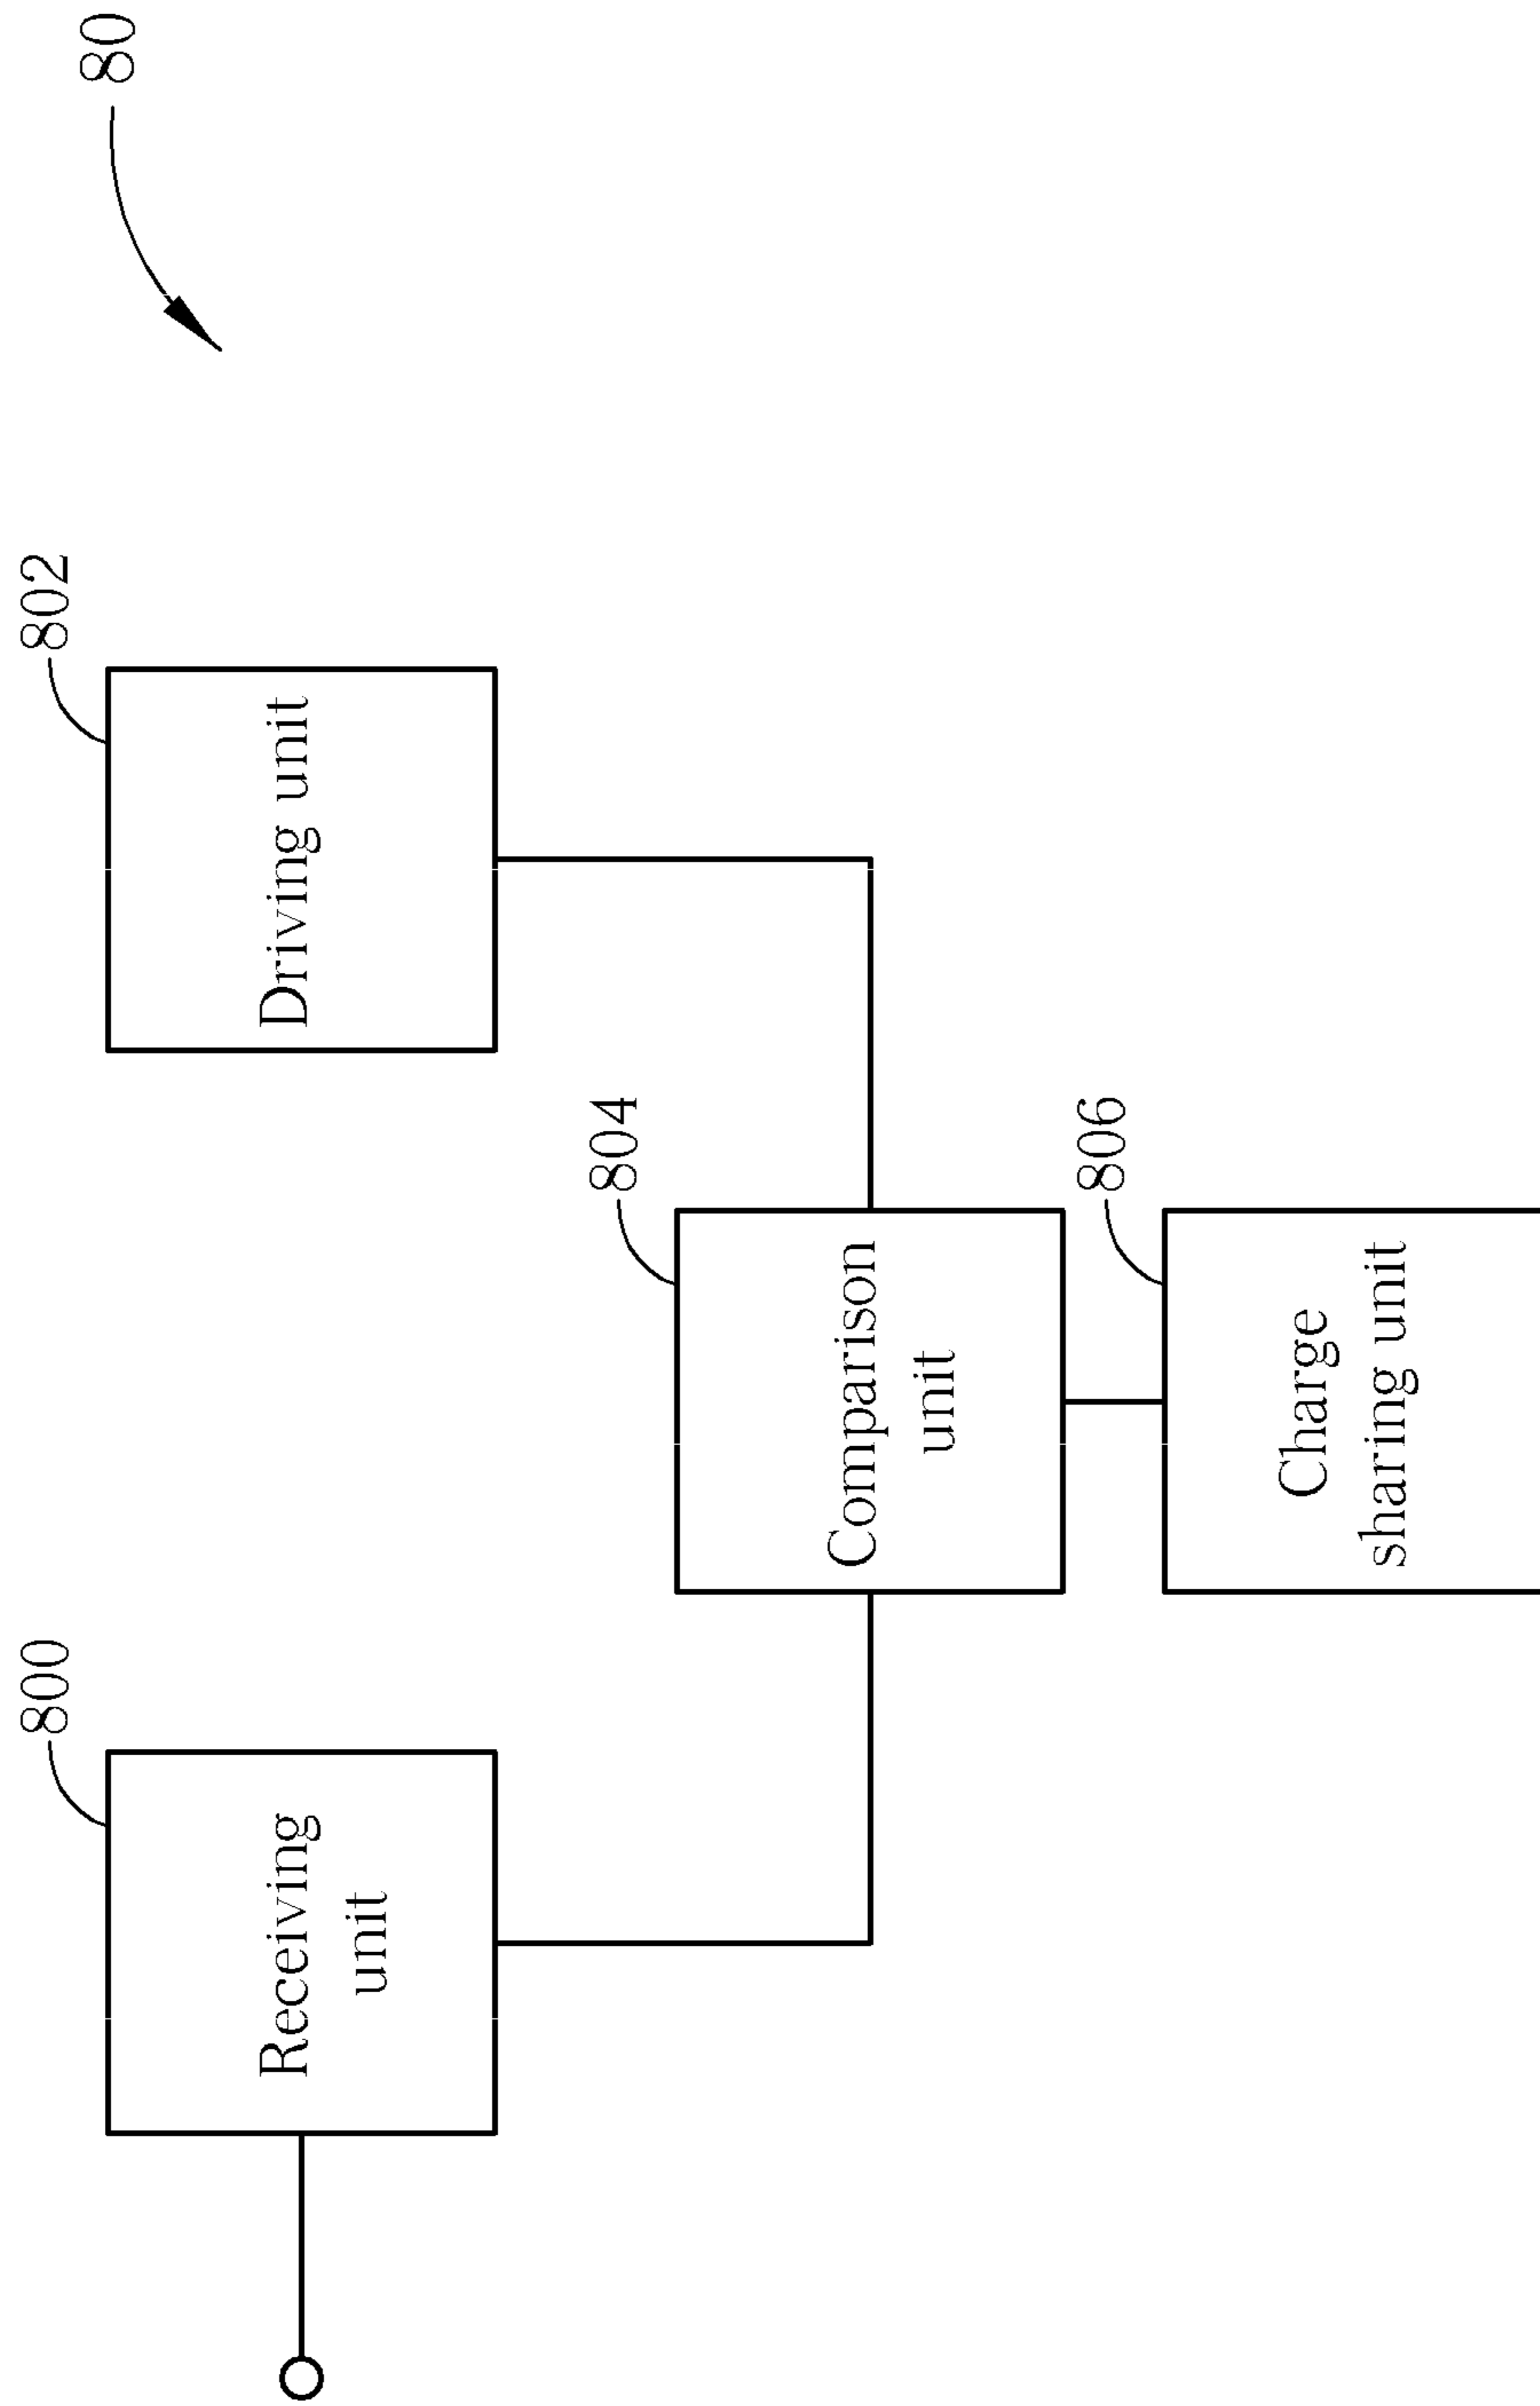 80
800
802
Receiving
unit
Driving unit
804
Comparison
unit
806
Charge
sharing unit